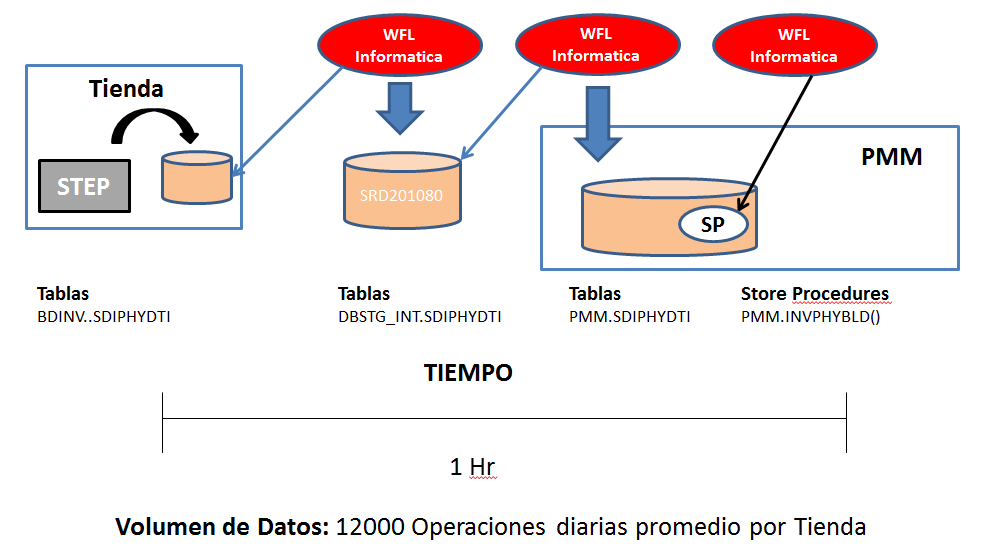 WFL
Informatica
WFL
Informatica
WFL
Informatica
Tienda
STEP
SRD201080
PMM
SP
Tablas
BDINV..SDIPHYDTI
Tablas
DBSTG_INT.SDIPHYDTI
Tablas
PMM.SDIPHYDTI
Store Procedures
PMM.INVPHYBLD()
TIEMPO
1 Hr
Volumen de Datos: 12000 Operaciones diarias promedio por Tienda